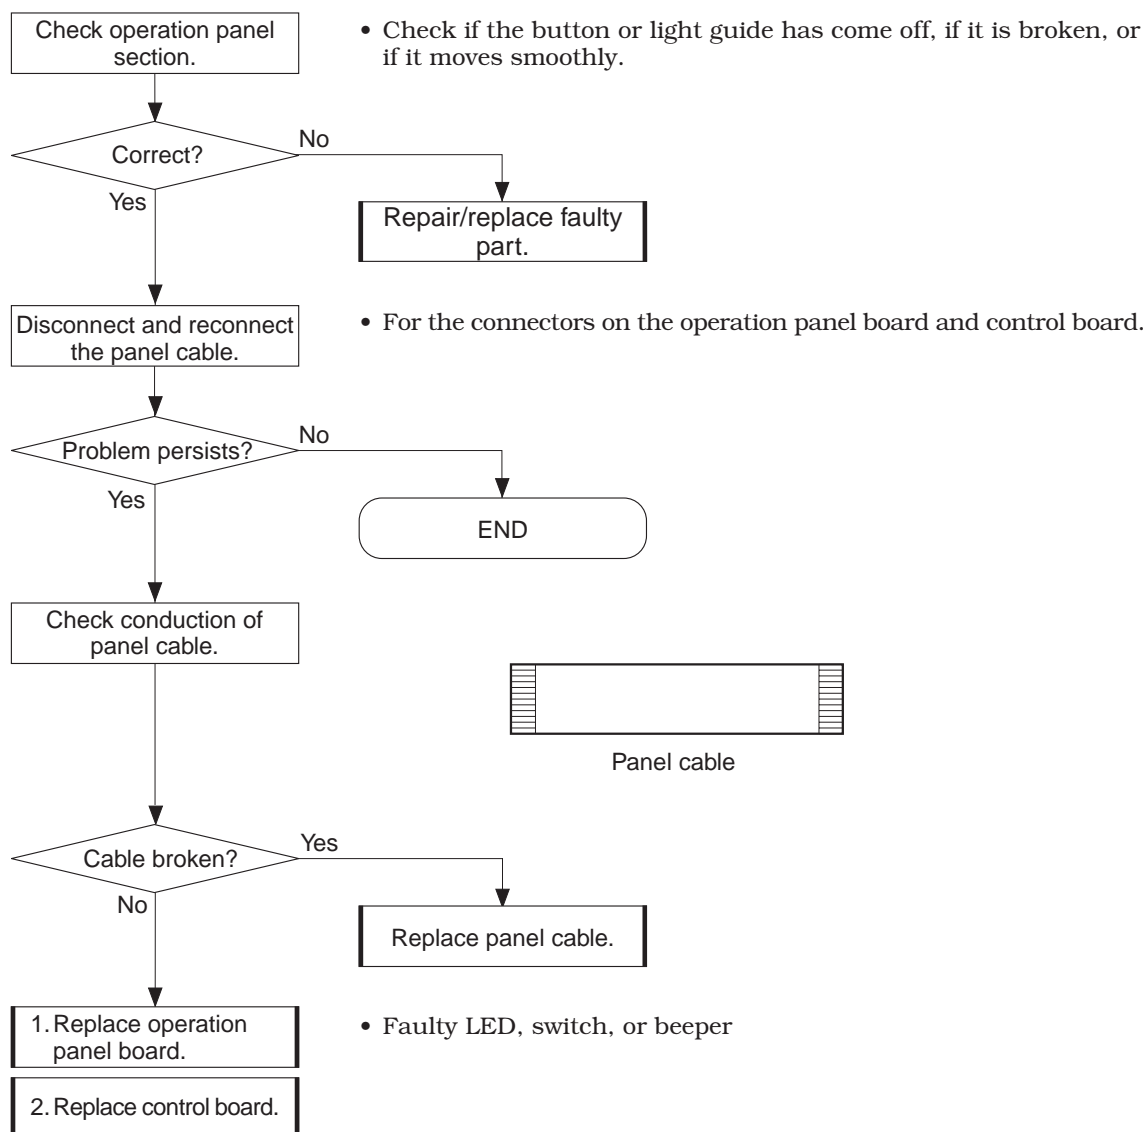 Check operation panel
section.
• Check if the button or light guide has come off, if it is broken, or
if it moves smoothly.
Correct?
No
Yes
Repair/replace faulty
part.
Disconnect and reconnect
the panel cable.
• For the connectors on the operation panel board and control board.
Problem persists?
No
Yes
END
Check conduction of
panel cable.
Panel cable
Cable broken?
Yes
No
Replace panel cable.
1. Replace operation
panel board.
• Faulty LED, switch, or beeper
2. Replace control board.